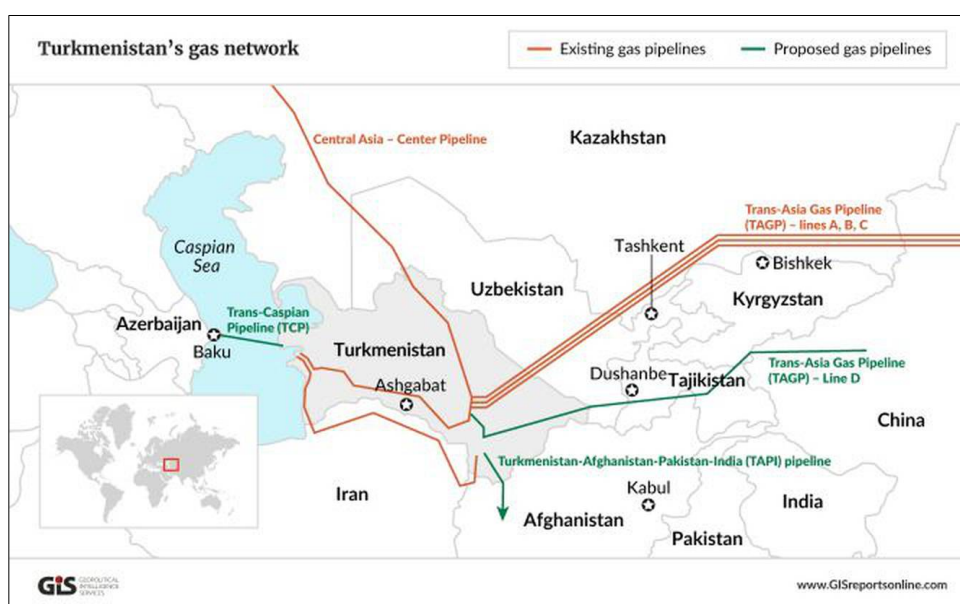 Turkmenistan's gas network
Existing gas pipelines
Proposed gas pipelines
Central Asia – Center Pipeline
Kazakhstan
Trans-Asia Gas Pipeline
(TAGP) – lines A, B, C
Tashkent
Caspian
Sea
Bishkek
Uzbekistan
Kyrgyzstan
Trans-Caspian
Pipeline (TCP)
Azerbaijan
Baku
Turkmenistan
Trans-Asia Gas Pipeline
(TAGP) – Line D
Dushanbe
Tajikistan
Ashgabat
China
Turkmenistan-Afghanistan-Pakistan-India (TAPI) pipeline
Iran
Kabul
India
Afghanistan
Pakistan
GIS
GEOPOLITICAL
INTELLIGENCE
SERVICES
www.GISreportsonline.com